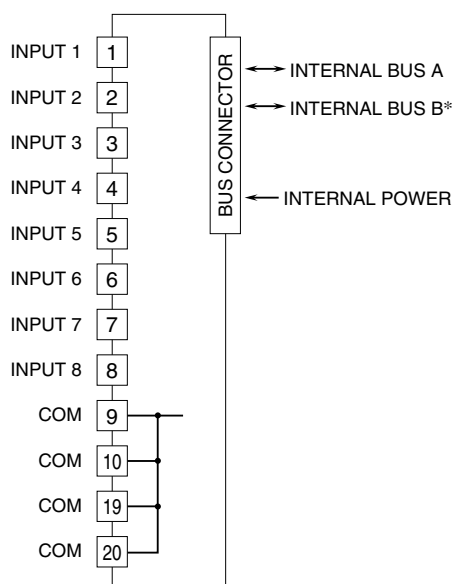 INPUT 1 1
INPUT 2 2
INPUT 3 3
INPUT 4 4
INPUT 5 5
INPUT 6 6
INPUT 7 7
INPUT 8 8
COM 9
COM 10
COM 19
COM 20
BUS CONNECTOR
INTERNAL BUS A
INTERNAL BUS B*
INTERNAL POWER